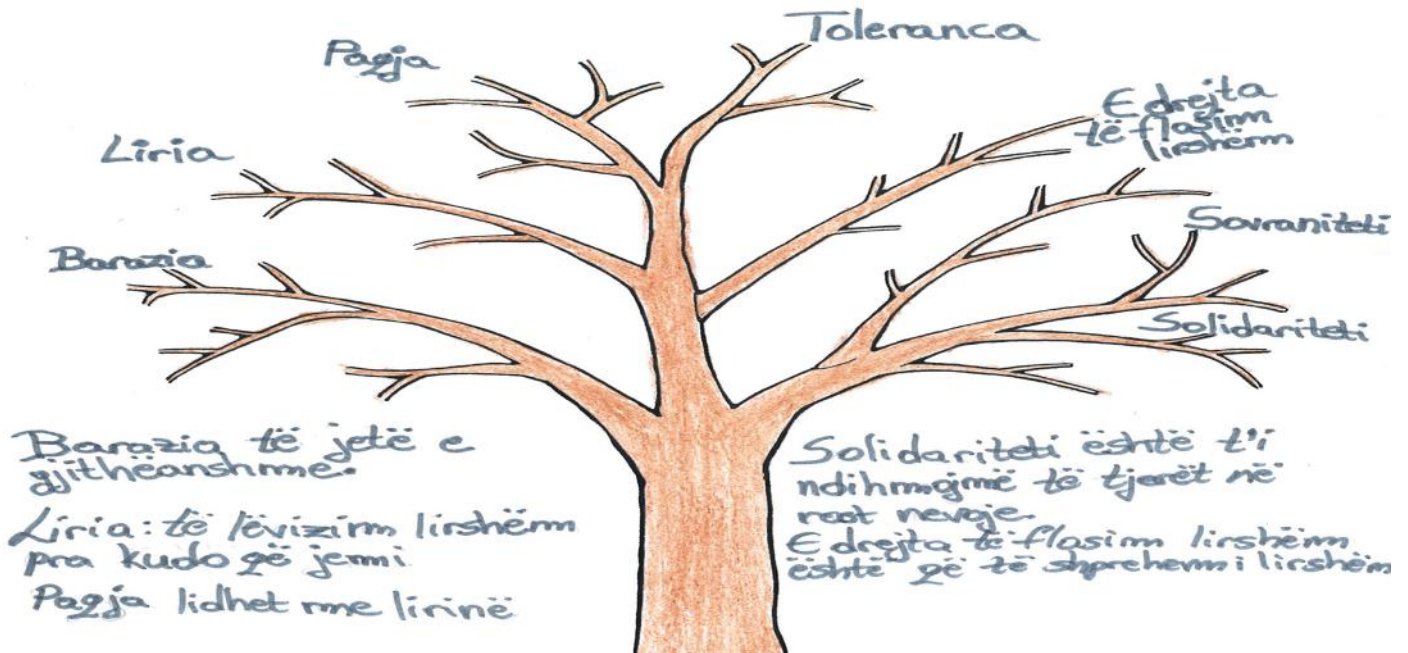 Toleranca
Paqja
E drejta
të flasim
lirshëm
Liria
Sovraniteti
Barazia
Solidariteti
Barazia të jetë e
gjithëanshme.
Liria: të lëvizim lirshëm
pra kudo që jemi
Paqja lidhet me lirinë
Solidariteti është t'i
ndihmojmë të tjerët në
rast nevoje.
E drejta të flasim lirshëm
është që të shprehemi lirshëm